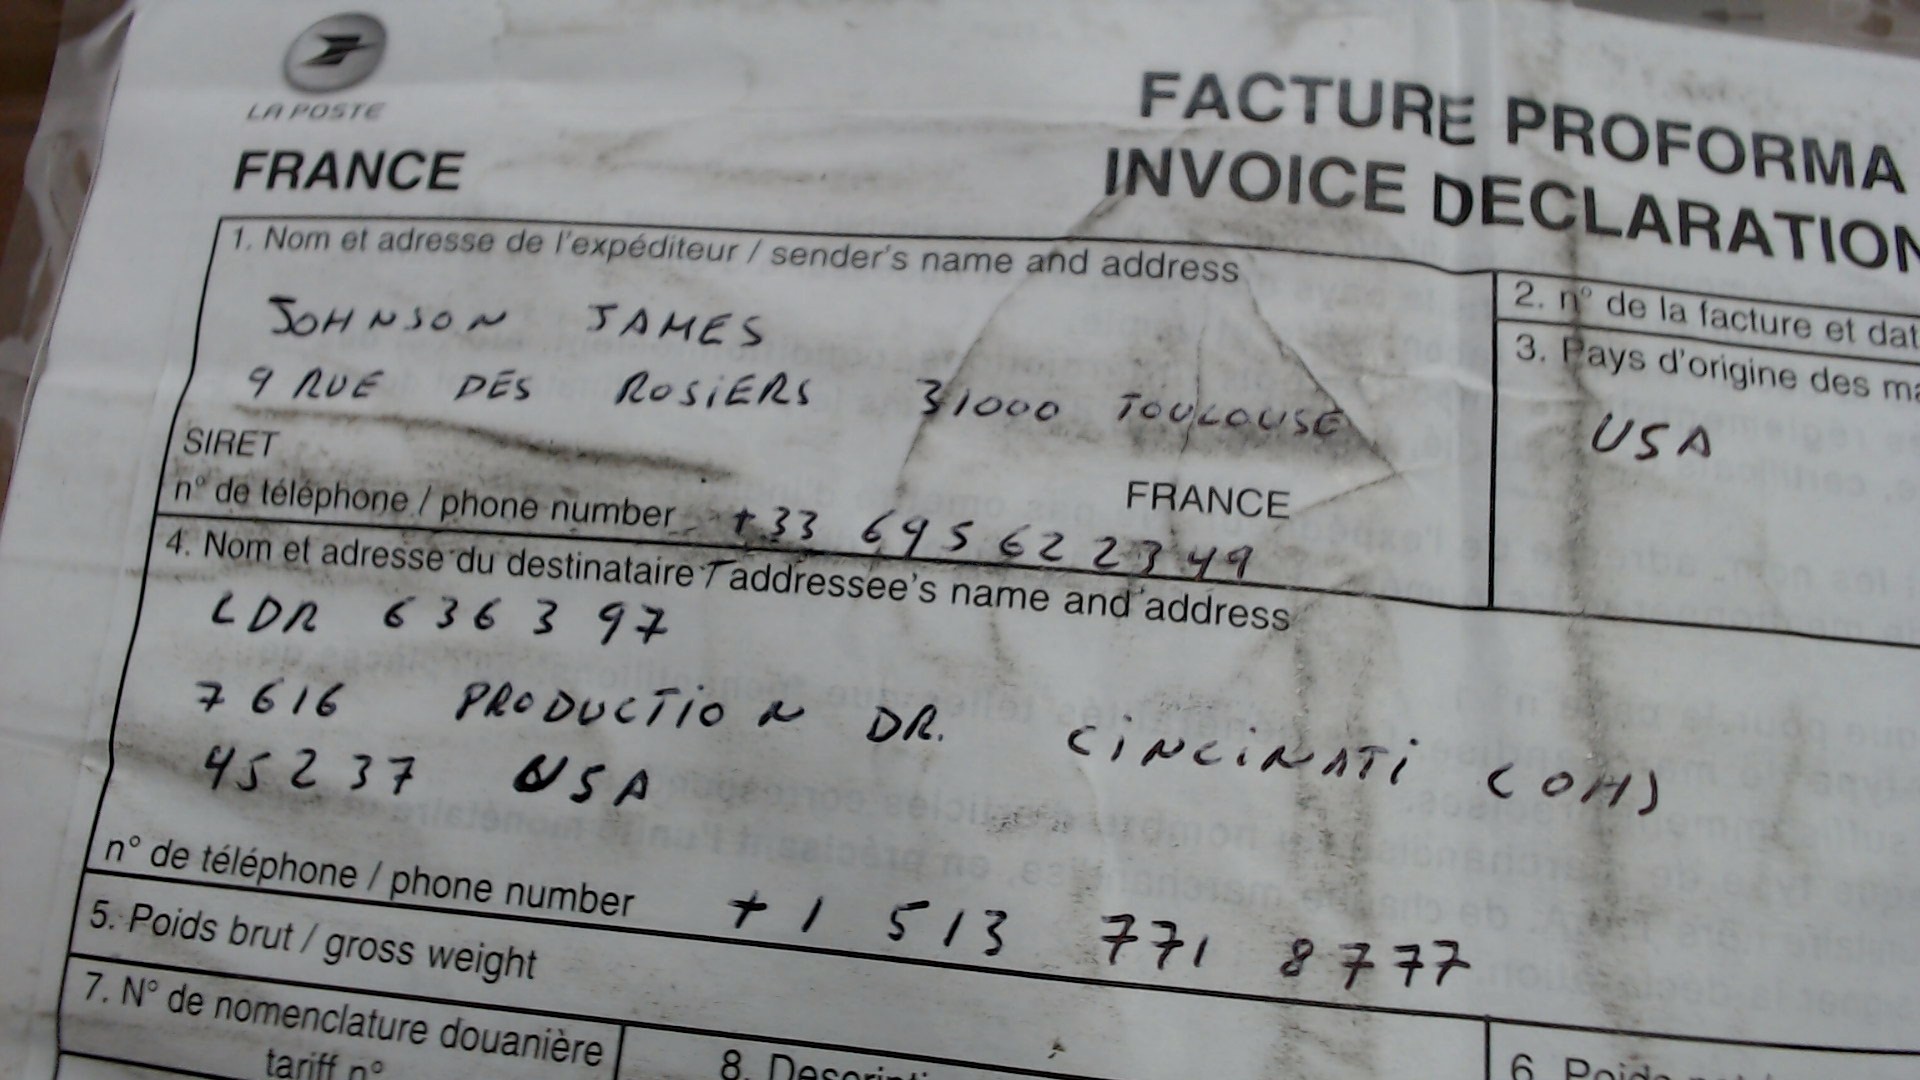 LA POSTE
FRANCE
FACTURE PROFORMA
INVOICE DECLARATION
1. Nom et adresse de l'expéditeur / sender's name and address
JOHNSON JAMES
9 RUE DES ROSIERS 31000 TOULOUSE
SIRET
FRANCE
n° de téléphone / phone number +33 695 622349
2. n° de la facture et dat
3. Pays d'origine des ma
USA
4. Nom et adresse du destinataire / addressee's name and address
LDR 636397
7616 PRODUCTION DR. CINCINATI (OH)
45237 USA
n° de téléphone / phone number +1 513 771 8777
5. Poids brut / gross weight
7. N° de nomenclature douanière
tariff n°
8. Descripti
6. Poids